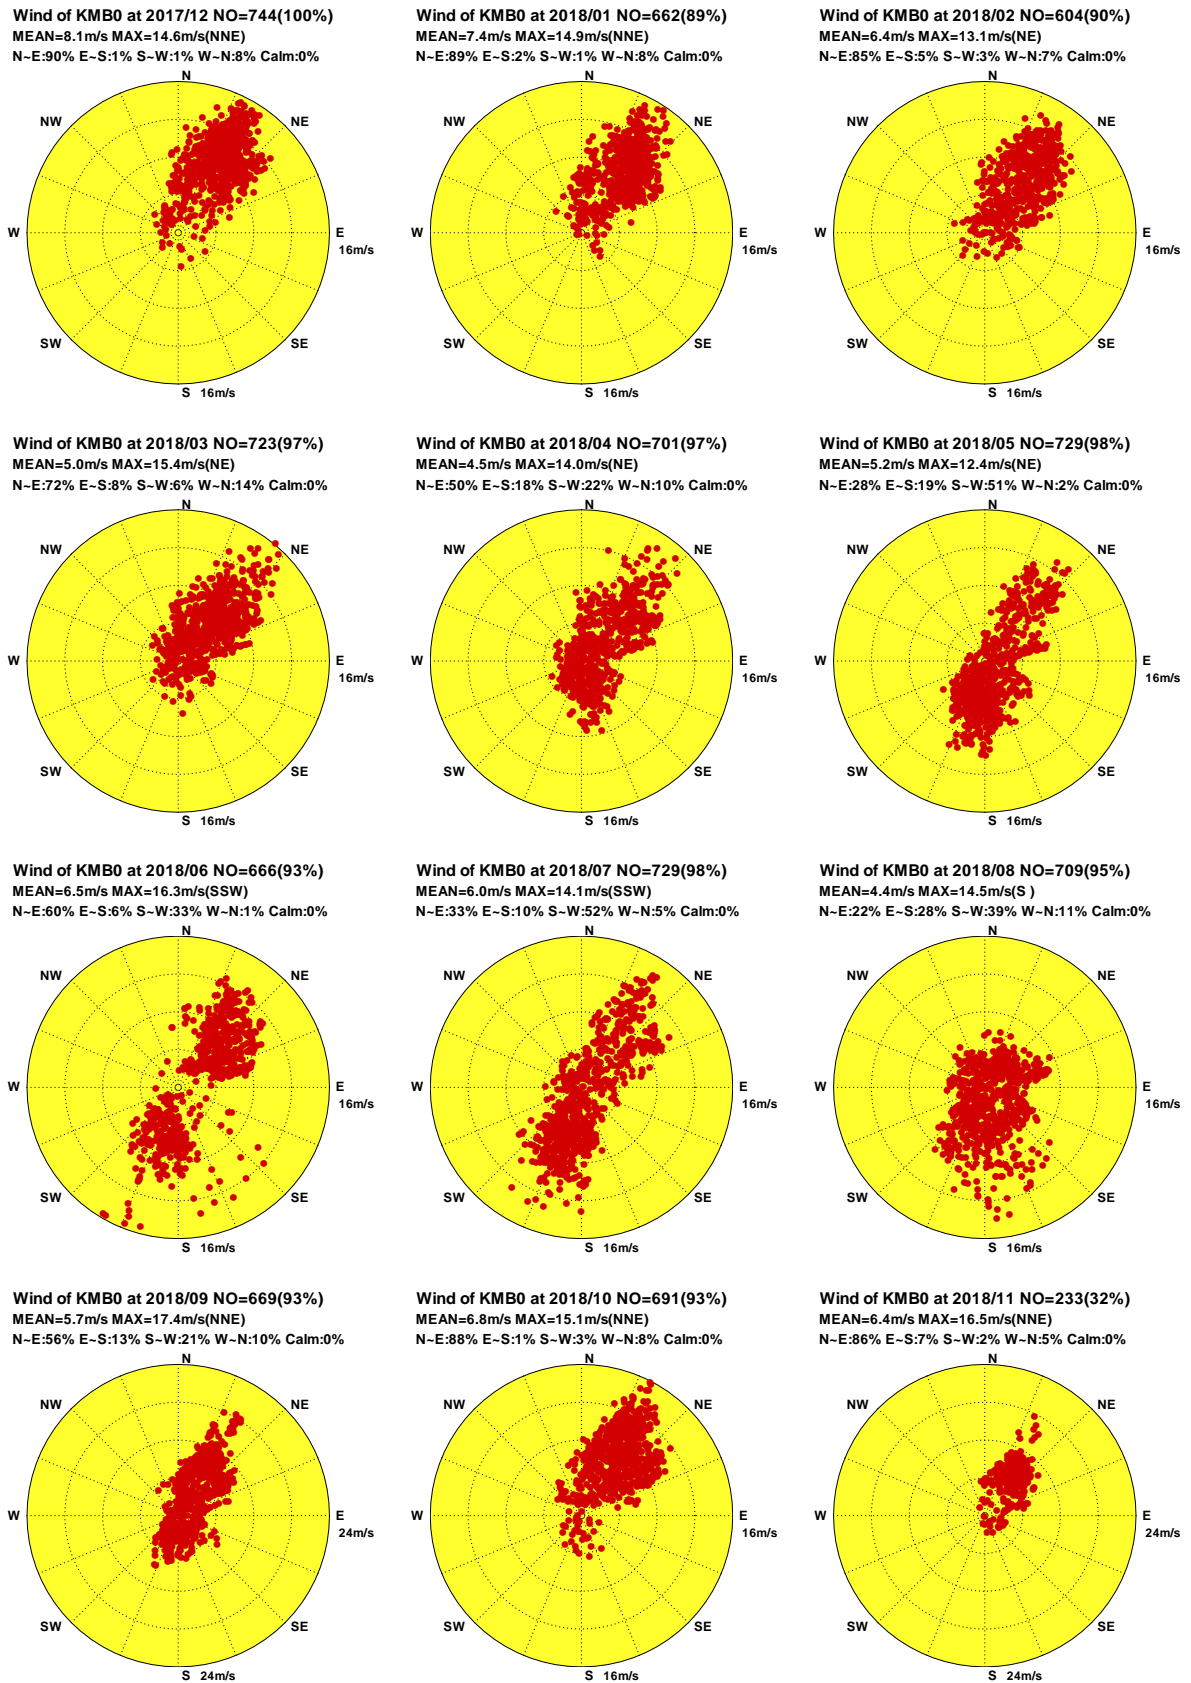 Wind of KMB0 at 2017/12 NO=744(100%)
MEAN=8.1m/s MAX=14.6m/s(NNE)
N~E:90% E~S:1% S~W:1% W~N:8% Calm:0%
N
NW
NE
W
E
16m/s
SW
SE
S 16m/s
Wind of KMB0 at 2018/01 NO=662(89%)
MEAN=7.4m/s MAX=14.9m/s(NNE)
N~E:89% E~S:2% S~W:1% W~N:8% Calm:0%
N
NW
NE
W
E
16m/s
SW
SE
S 16m/s
Wind of KMB0 at 2018/02 NO=604(90%)
MEAN=6.4m/s MAX=13.1m/s(NE)
N~E:85% E~S:5% S~W:3% W~N:7% Calm:0%
N
NW
NE
W
E
16m/s
SW
SE
S 16m/s
Wind of KMB0 at 2018/03 NO=723(97%)
MEAN=5.0m/s MAX=15.4m/s(NE)
N~E:72% E~S:8% S~W:6% W~N:14% Calm:0%
N
NW
NE
W
E
16m/s
SW
SE
S 16m/s
Wind of KMB0 at 2018/04 NO=701(97%)
MEAN=4.5m/s MAX=14.0m/s(NE)
N~E:50% E~S:18% S~W:22% W~N:10% Calm:0%
N
NW
NE
W
E
16m/s
SW
SE
S 16m/s
Wind of KMB0 at 2018/05 NO=729(98%)
MEAN=5.2m/s MAX=12.4m/s(NE)
N~E:28% E~S:19% S~W:51% W~N:2% Calm:0%
N
NW
NE
W
E
16m/s
SW
SE
S 16m/s
Wind of KMB0 at 2018/06 NO=666(93%)
MEAN=6.5m/s MAX=16.3m/s(SSW)
N~E:60% E~S:6% S~W:33% W~N:1% Calm:0%
N
NW
NE
W
E
16m/s
SW
SE
S 16m/s
Wind of KMB0 at 2018/07 NO=729(98%)
MEAN=6.0m/s MAX=14.1m/s(SSW)
N~E:33% E~S:10% S~W:52% W~N:5% Calm:0%
N
NW
NE
W
E
16m/s
SW
SE
S 16m/s
Wind of KMB0 at 2018/08 NO=709(95%)
MEAN=4.4m/s MAX=14.5m/s(S )
N~E:22% E~S:28% S~W:39% W~N:11% Calm:0%
N
NW
NE
W
E
16m/s
SW
SE
S 16m/s
Wind of KMB0 at 2018/09 NO=669(93%)
MEAN=5.7m/s MAX=17.4m/s(NNE)
N~E:56% E~S:13% S~W:21% W~N:10% Calm:0%
N
NW
NE
W
E
24m/s
SW
SE
S 24m/s
Wind of KMB0 at 2018/10 NO=691(93%)
MEAN=6.8m/s MAX=15.1m/s(NNE)
N~E:88% E~S:1% S~W:3% W~N:8% Calm:0%
N
NW
NE
W
E
16m/s
SW
SE
S 16m/s
Wind of KMB0 at 2018/11 NO=233(32%)
MEAN=6.4m/s MAX=16.5m/s(NNE)
N~E:86% E~S:7% S~W:2% W~N:5% Calm:0%
N
NW
NE
W
E
24m/s
SW
SE
S 24m/s